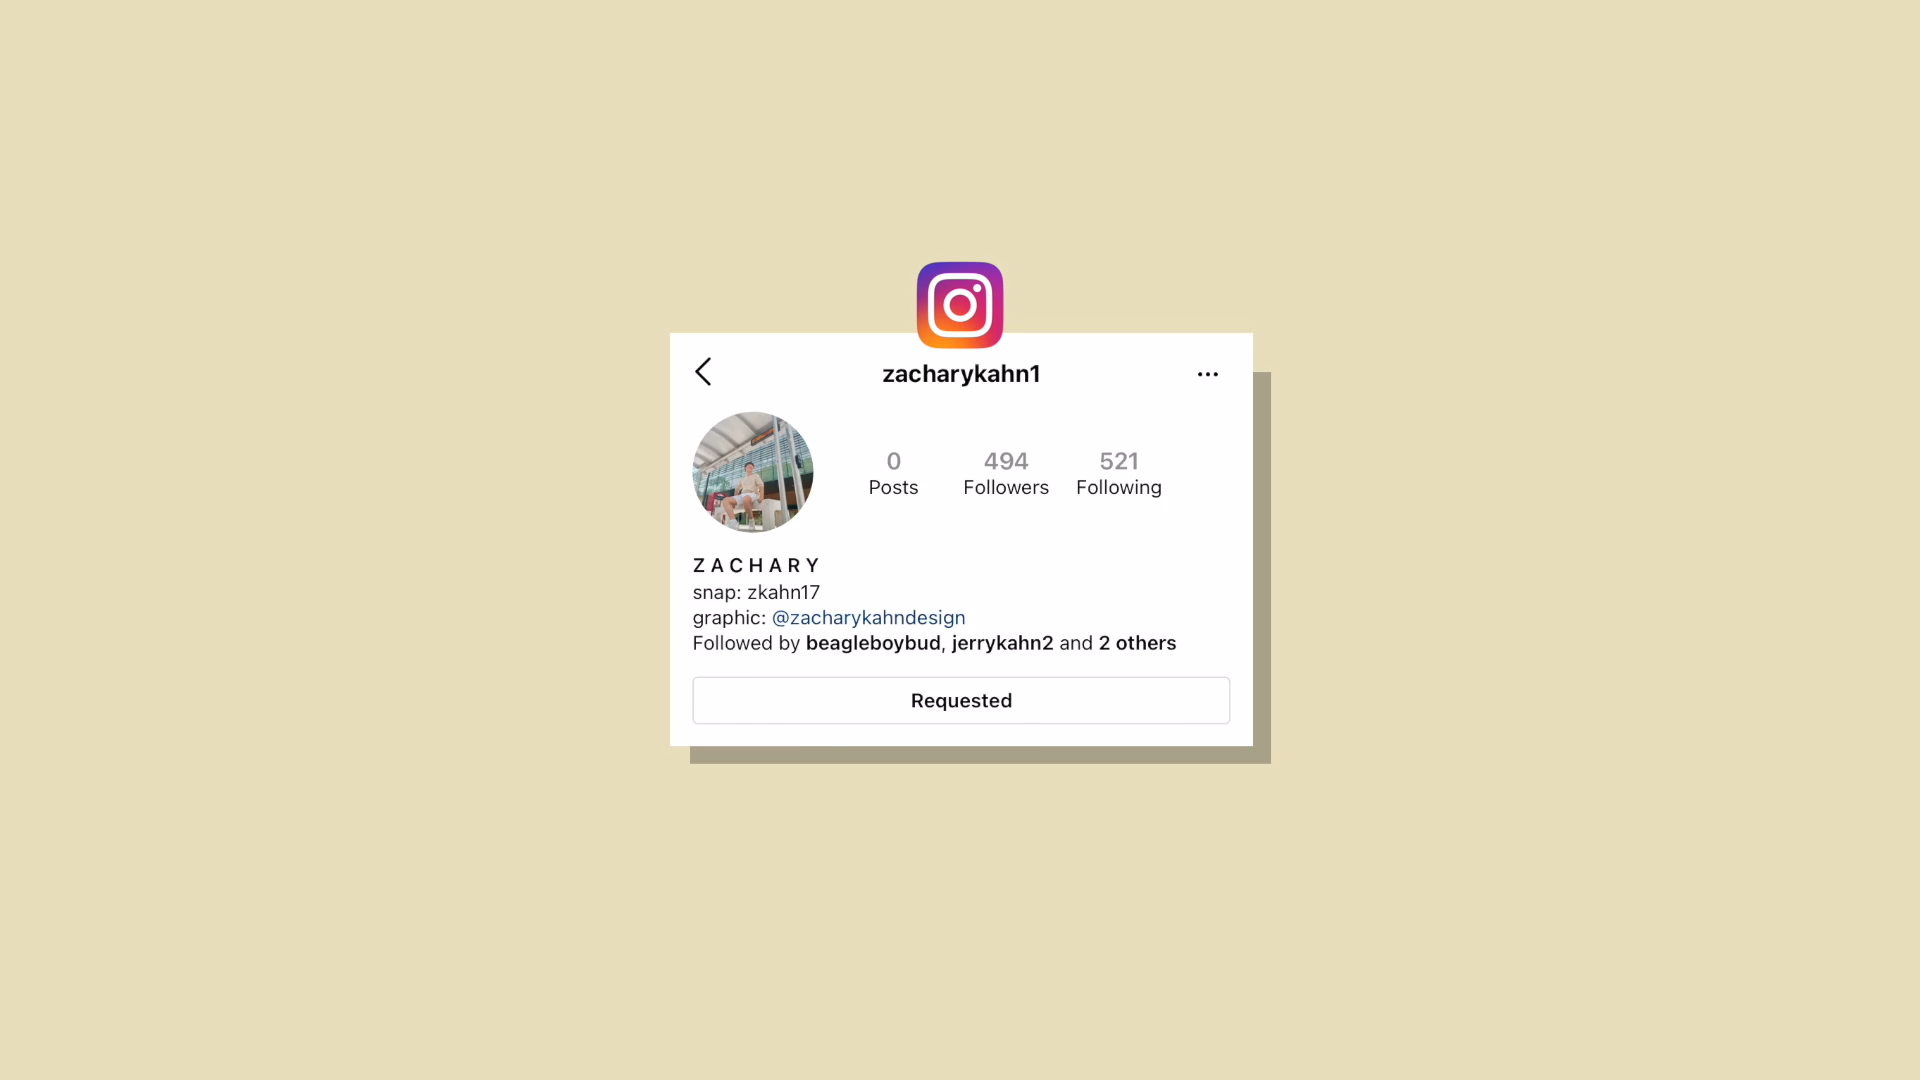 zacharykahn1
0 494 521
Posts Followers Following
Z A C H A R Y
snap: zkahn17
graphic: @zacharykahndesign
Followed by beagleboybud, jerrykahn2 and 2 others
Requested